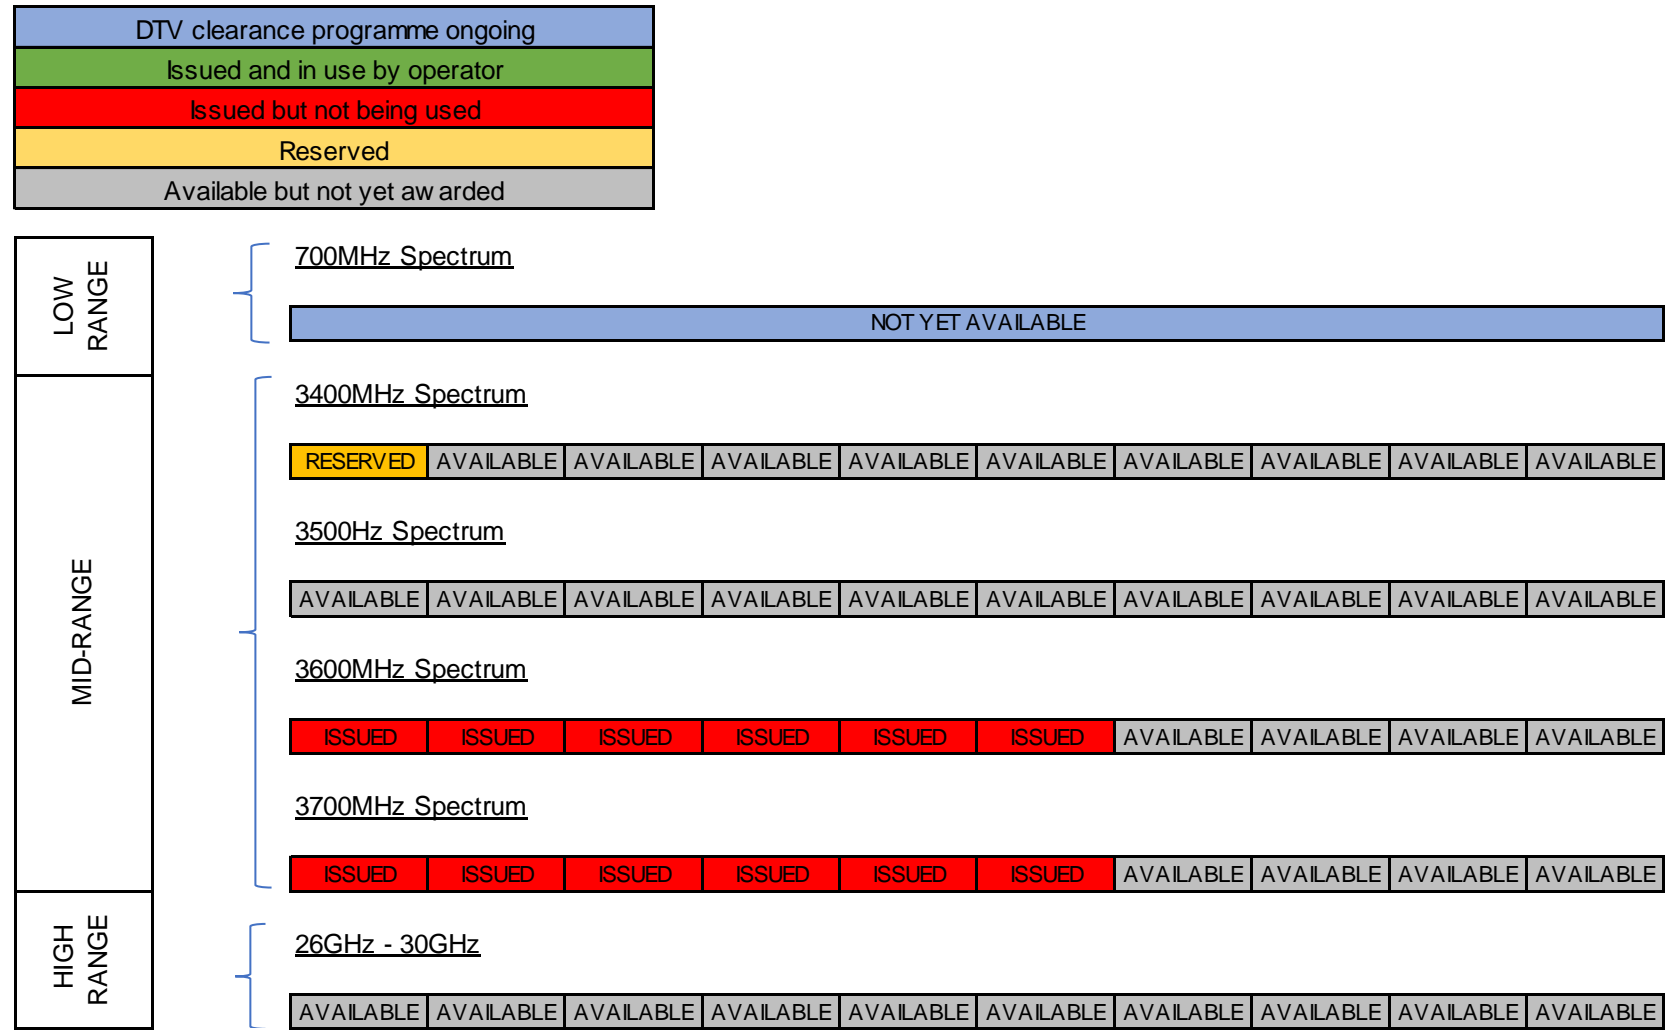 DTV clearance programme ongoing
Issued and in use by operator
Issued but not being used
Reserved
Available but not yet awarded
LOW
RANGE
700MHz Spectrum
NOT YET AVAILABLE
MID-RANGE
3400MHz Spectrum
RESERVED AVAILABLE AVAILABLE AVAILABLE AVAILABLE AVAILABLE AVAILABLE AVAILABLE AVAILABLE AVAILABLE
3500Hz Spectrum
AVAILABLE AVAILABLE AVAILABLE AVAILABLE AVAILABLE AVAILABLE AVAILABLE AVAILABLE AVAILABLE AVAILABLE
3600MHz Spectrum
ISSUED ISSUED ISSUED ISSUED ISSUED ISSUED AVAILABLE AVAILABLE AVAILABLE AVAILABLE
3700MHz Spectrum
ISSUED ISSUED ISSUED ISSUED ISSUED ISSUED AVAILABLE AVAILABLE AVAILABLE AVAILABLE
HIGH
RANGE
26GHz - 30GHz
AVAILABLE AVAILABLE AVAILABLE AVAILABLE AVAILABLE AVAILABLE AVAILABLE AVAILABLE AVAILABLE AVAILABLE